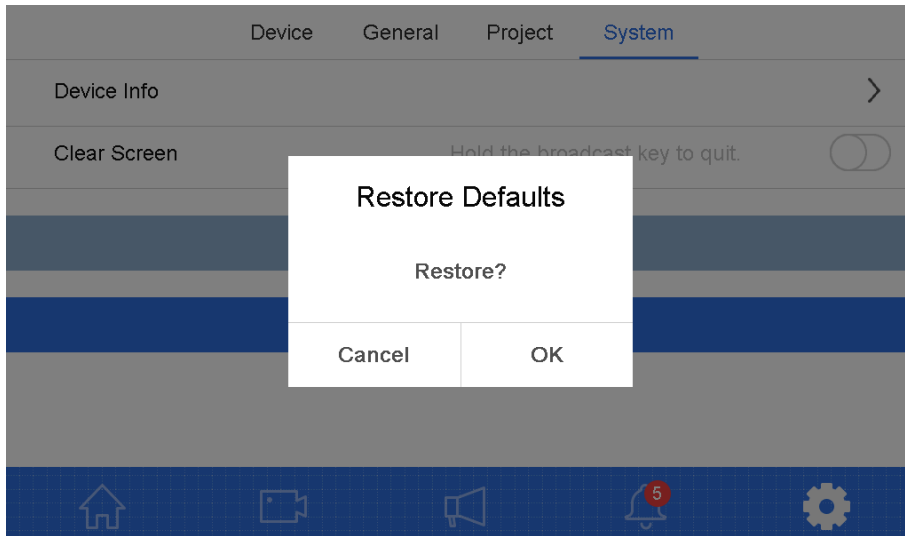 Device General Project System
Device Info
Clear Screen Hold the broadcast key to quit.
Restore Defaults
Restore?
Cancel OK
5